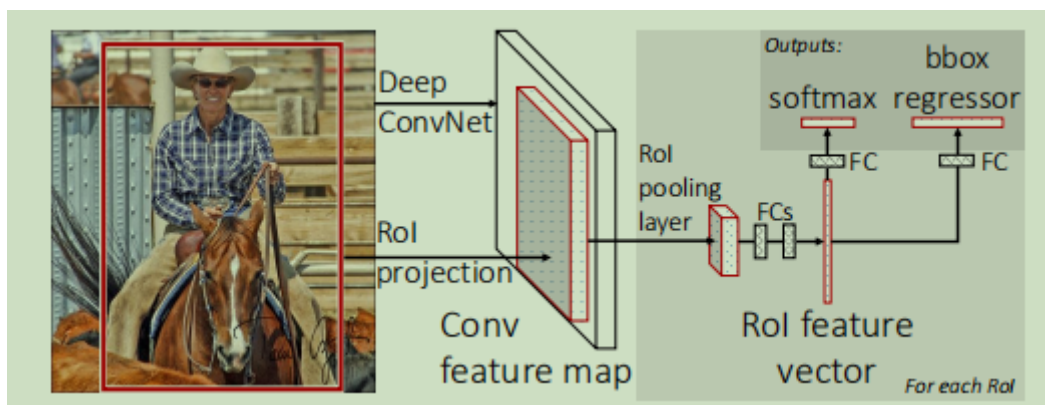 Deep
ConvNet
RoI
projection
Conv
feature map
RoI
pooling
layer
FCs
RoI feature
vector
For each RoI
Outputs:
softmax
bbox
regressor
FC
FC